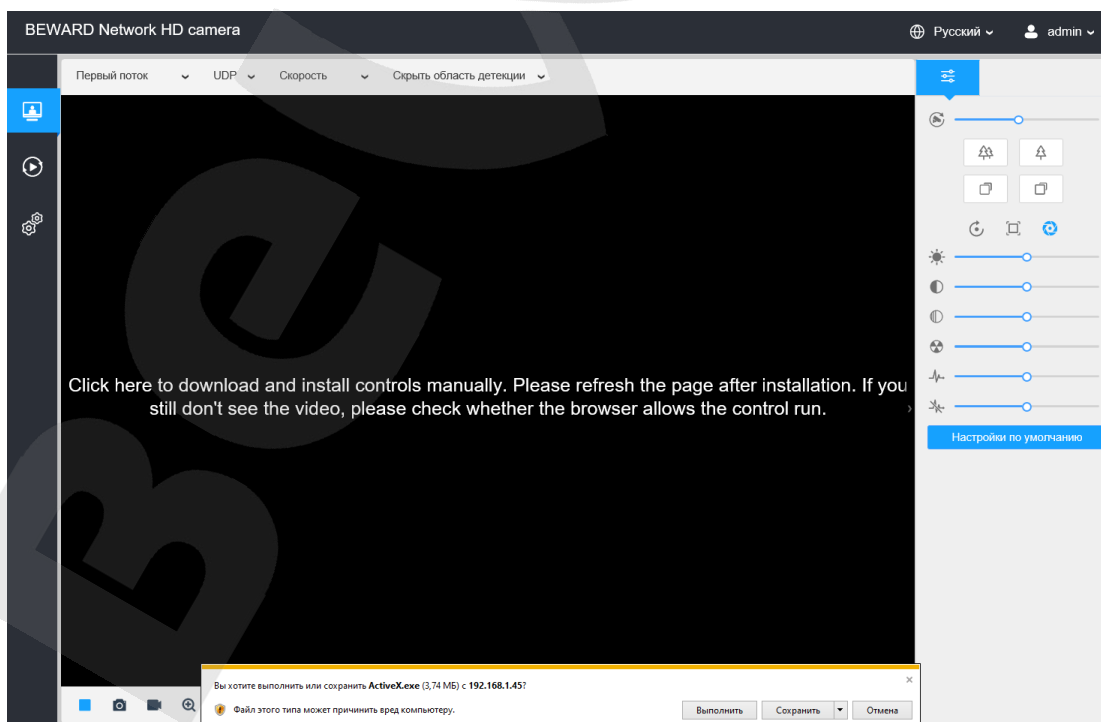 BEWARD Network HD camera
Русский
admin
Первый поток
UDP
Скорость
Скрыть область детекции
Click here to download and install controls manually. Please refresh the page after installation. If you
still don't see the video, please check whether the browser allows the control run.
Настройки по умолчанию
Вы хотите выполнить или сохранить ActiveX.exe (3,74 МБ) с 192.168.1.45?
Файл этого типа может причинить вред компьютеру.
Выполнить
Сохранить
Отмена